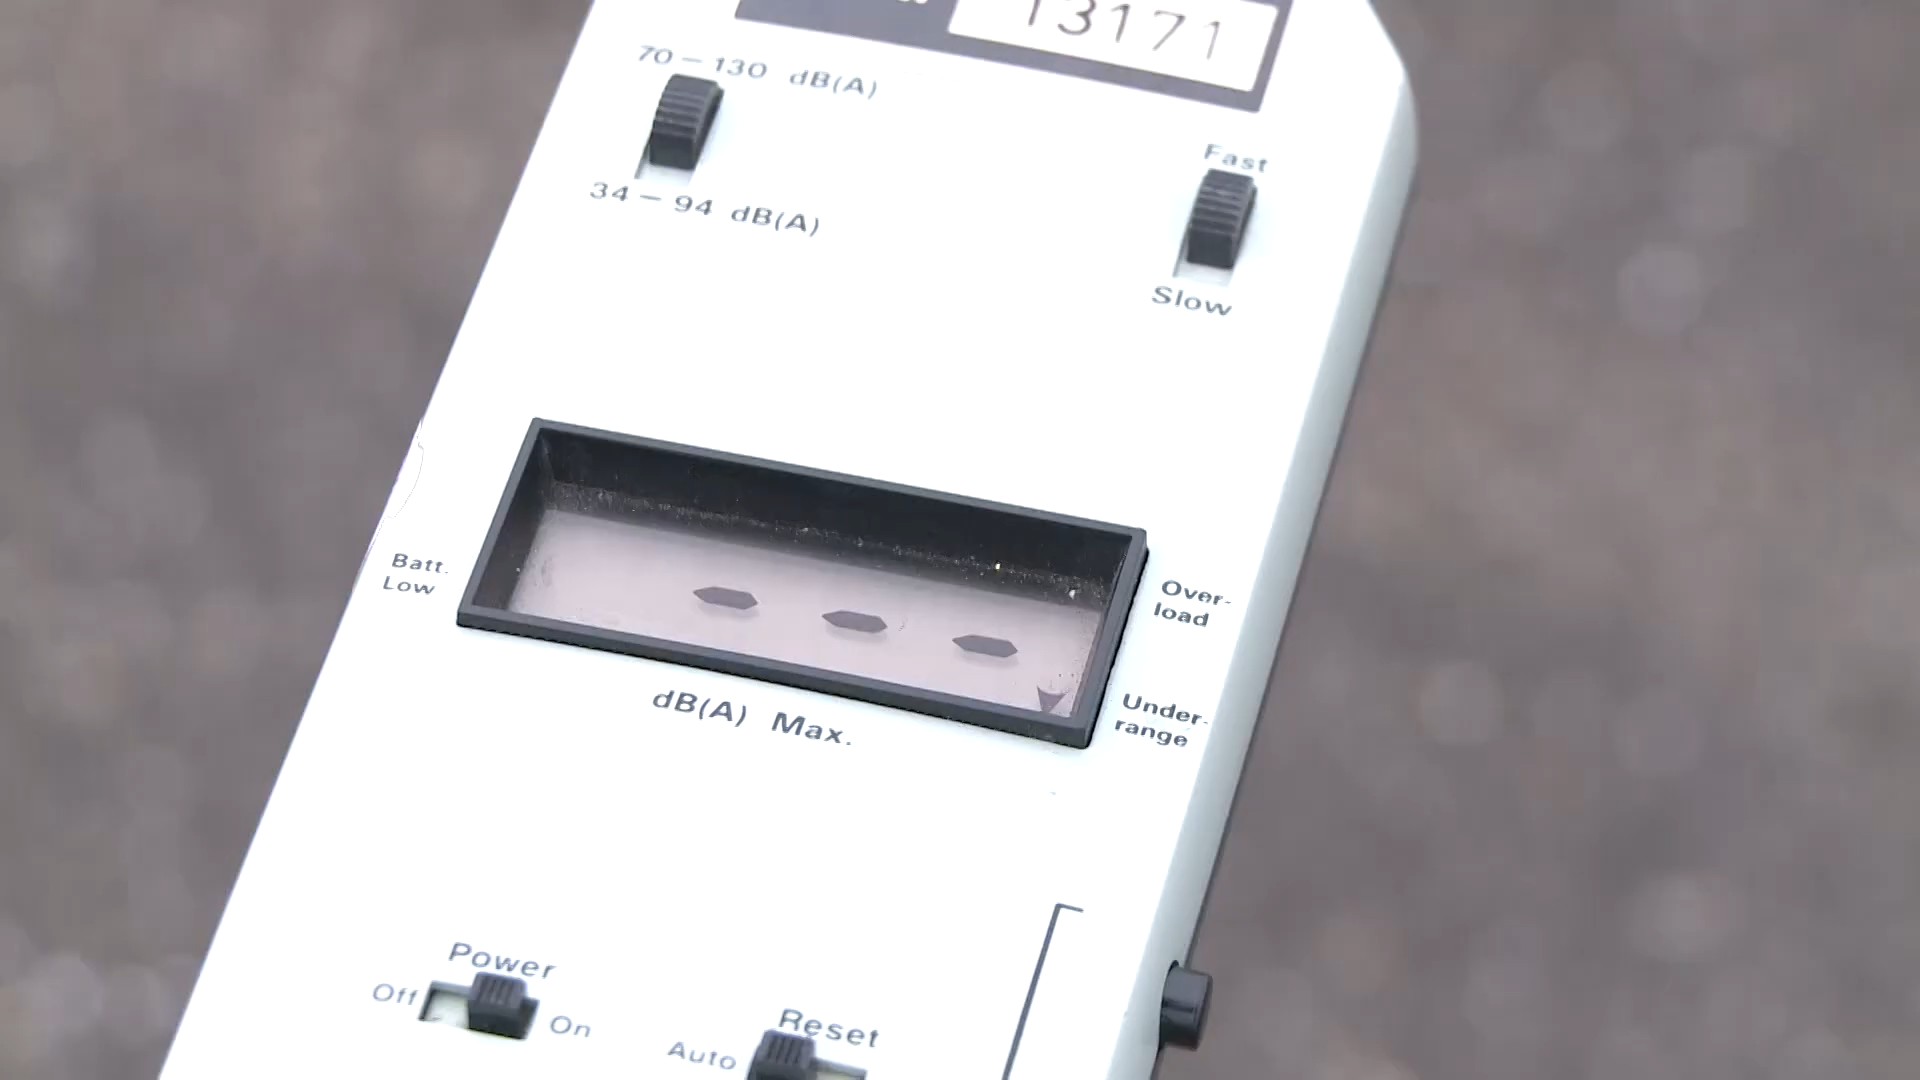 13171
70 – 130 dB(A)
34 – 94 dB(A)
Fast
Slow
Batt.
Low
- - -
Over-
load
Under-
range
dB(A) Max.
Power
Off
On
Reset
Auto